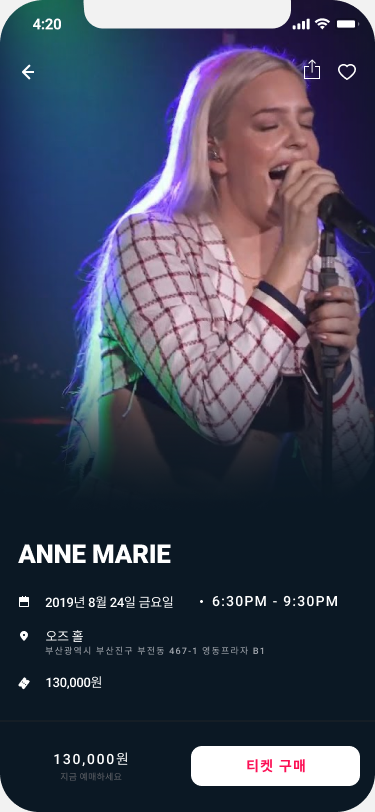 4:20
ANNE MARIE
2019년 8월 24일 금요일 • 6:30PM - 9:30PM
오즈 홀
부산광역시 부산진구 부전동 467-1 영동프라자 B1
130,000원
130,000원
지금 예매하세요
티켓 구매